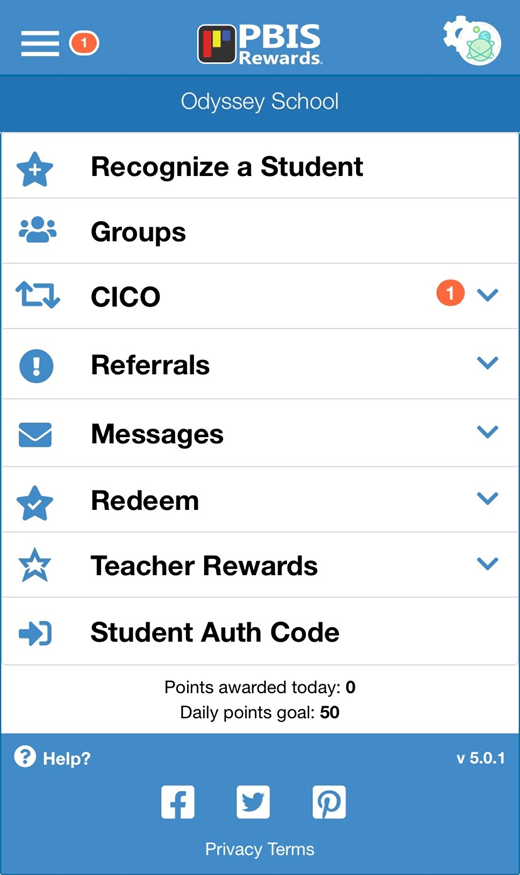 1
PBIS
Rewards.
Odyssey School
Recognize a Student
Groups
CICO 1
Referrals
Messages
Redeem
Teacher Rewards
Student Auth Code
Points awarded today: 0
Daily points goal: 50
? Help? v 5.0.1
Privacy Terms